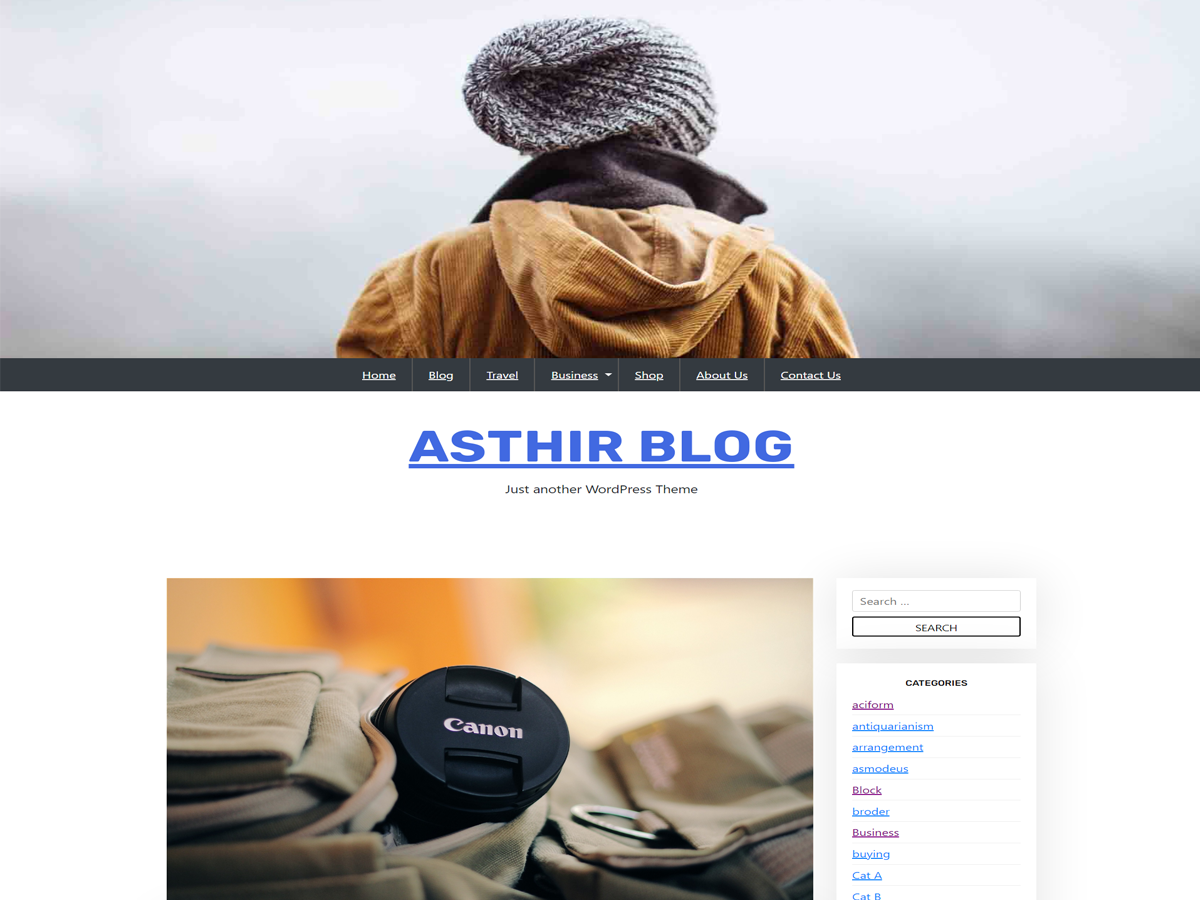 Home Blog Travel Business Shop About Us Contact Us
ASTHIR BLOG
Just another WordPress Theme
Canon
Search ...
SEARCH
CATEGORIES
aciform
antiquarianism
arrangement
asmodeus
Block
broder
Business
buying
Cat A
Cat B